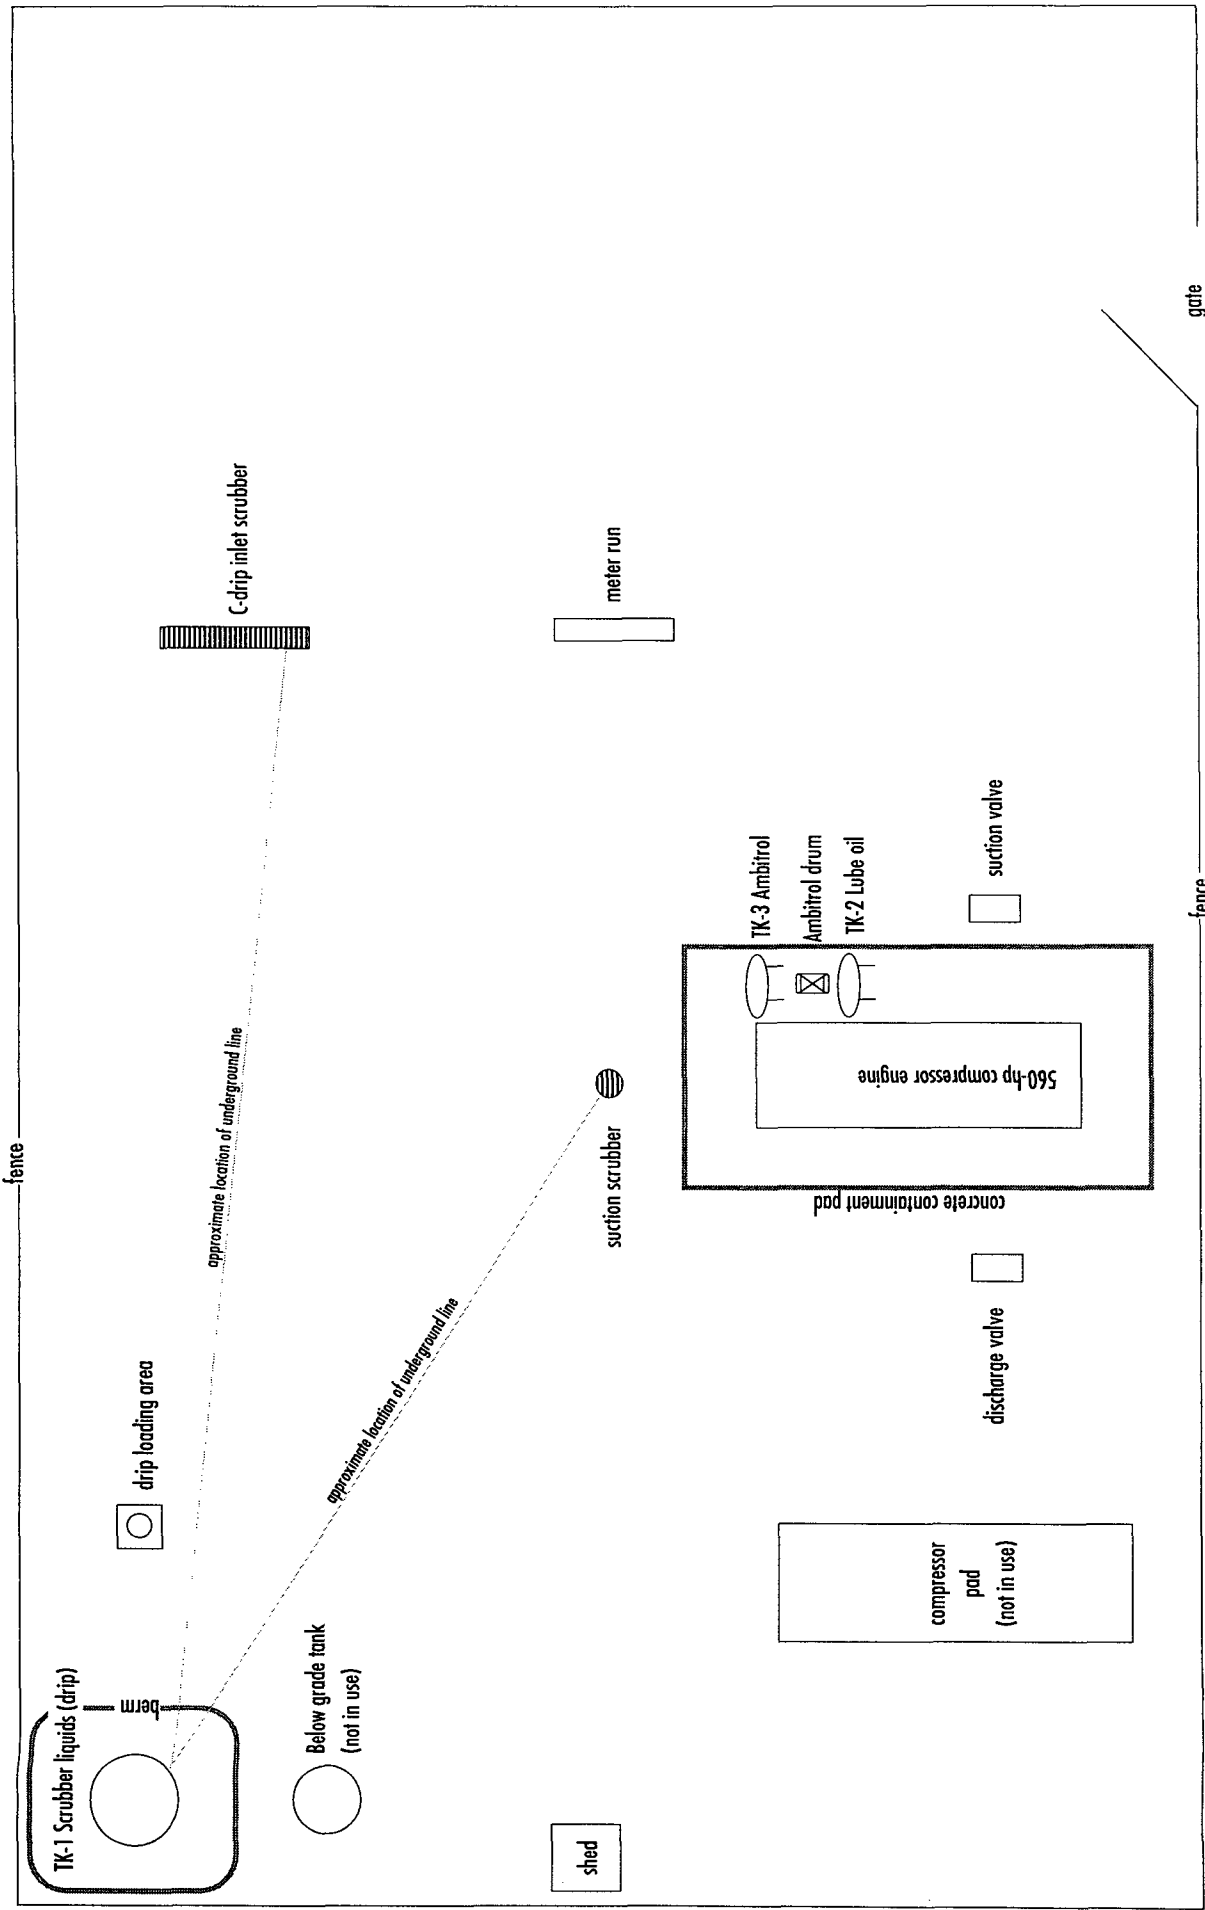 fence
TK-1 Scrubber liquids (drip)
berm
drip loading area
approximate location of underground line
C-drip inlet scrubber
Below grade tank
(not in use)
approximate location of underground line
suction scrubber
meter run
shed
TK-3 Ambitrol
Ambitrol drum
TK-2 Lube oil
560-hp compressor engine
concrete containment pad
suction valve
discharge valve
compressor
pad
(not in use)
fence
gate